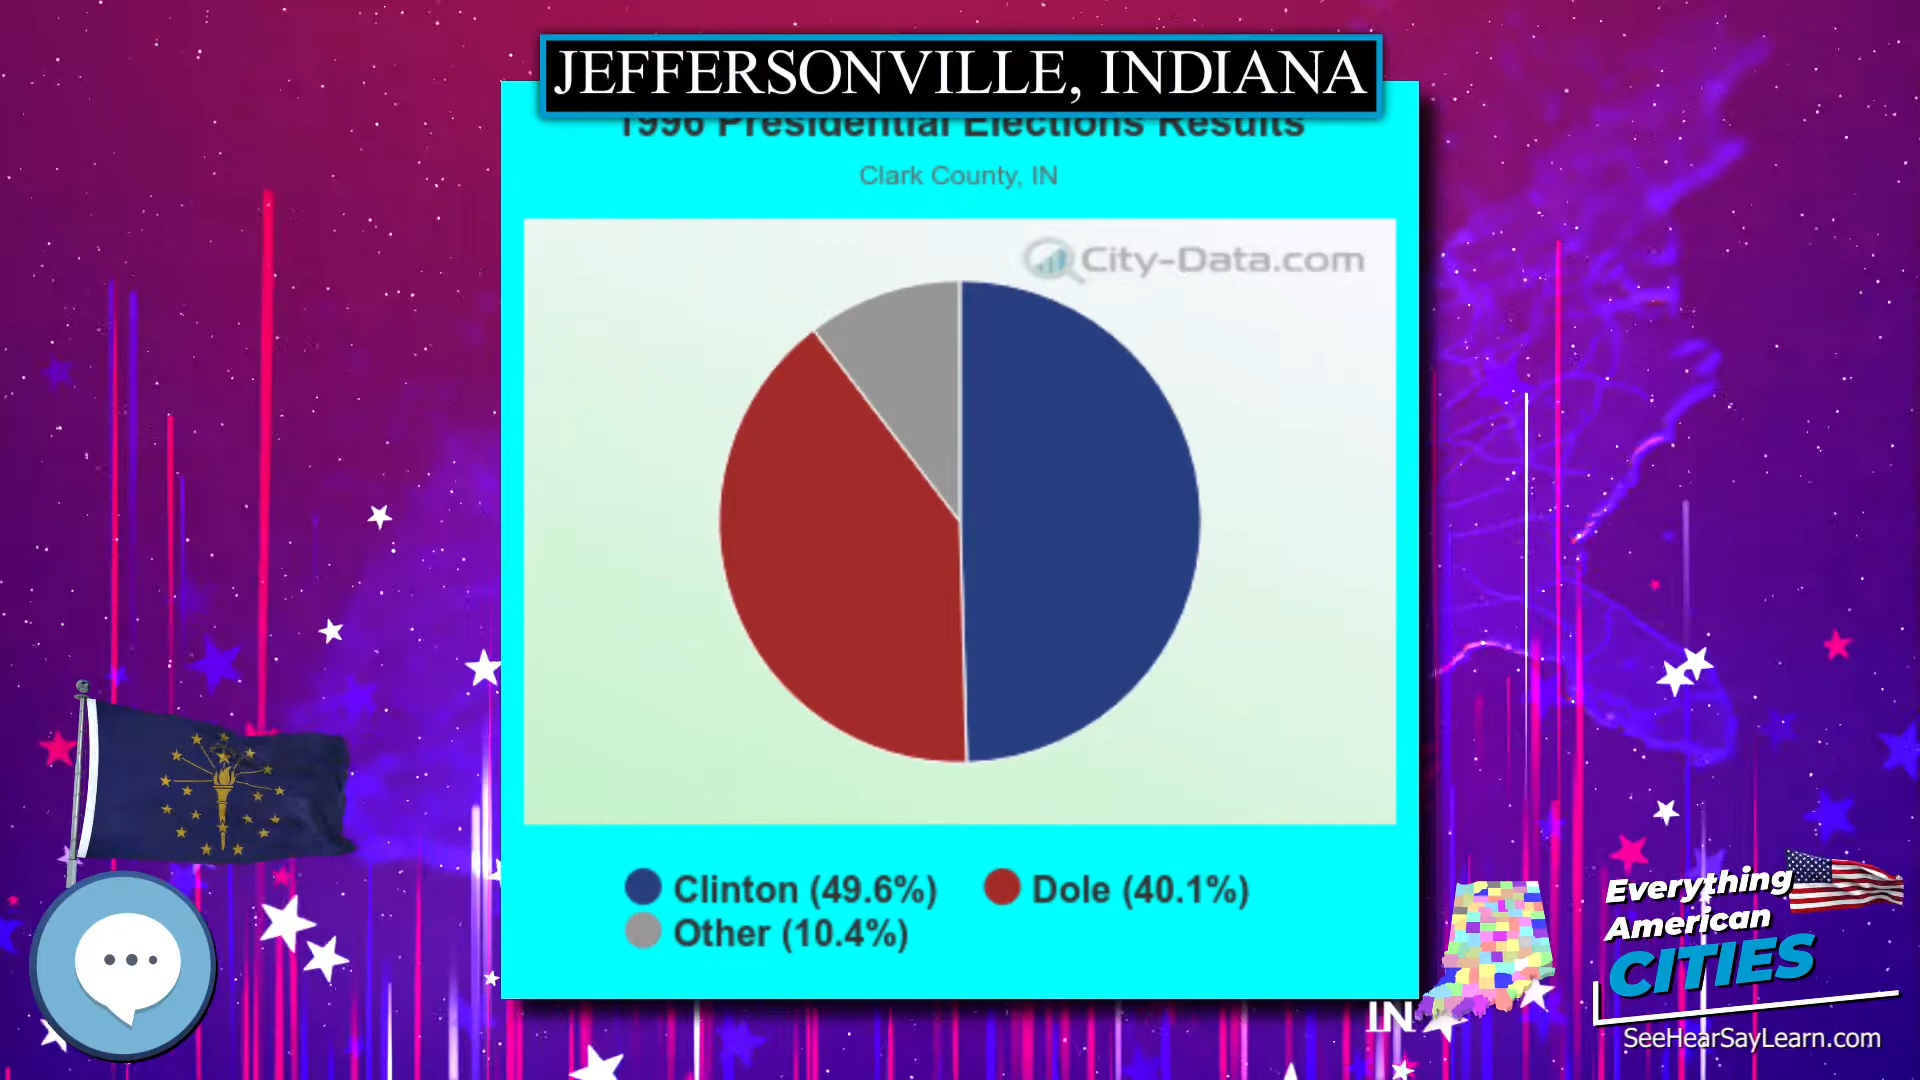 JEFFERSONVILLE, INDIANA
1996 Presidential Elections Results
Clark County, IN
City-Data.com
Clinton (49.6%) Dole (40.1%)
Other (10.4%)
IN
Everything
American
CITIES
SeeHearSayLearn.com